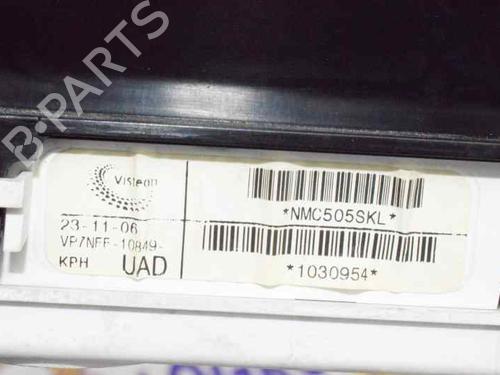 B-PARTS
Visteon
*NMC505SKL*
23-11-06
VP7NFF-10849-
KPH UAD
*1030954*